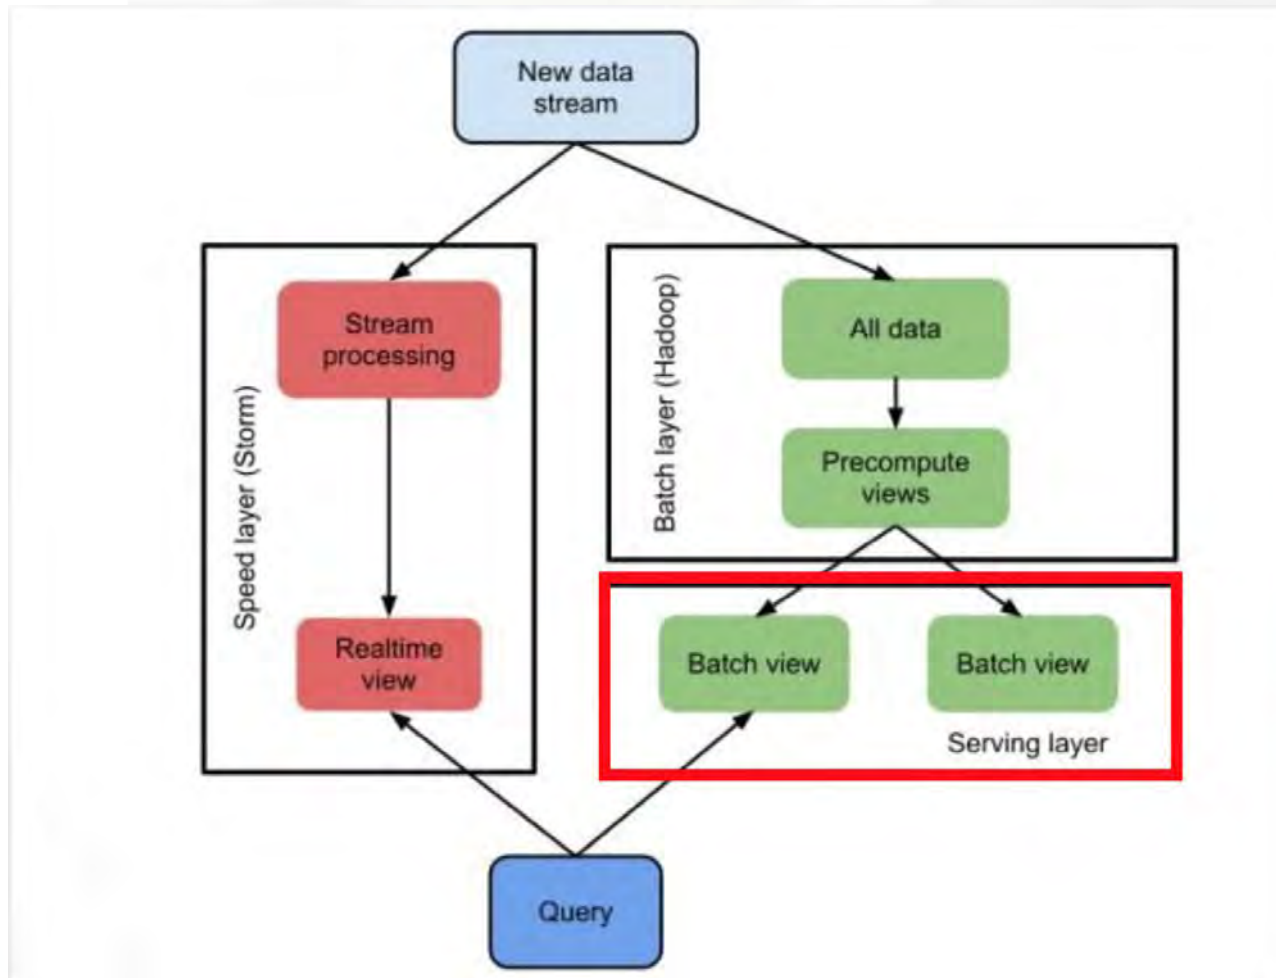 New data
stream
Speed layer (Storm)
Stream
processing
Realtime
view
Batch layer (Hadoop)
All data
Precompute
views
Batch view
Batch view
Serving layer
Query